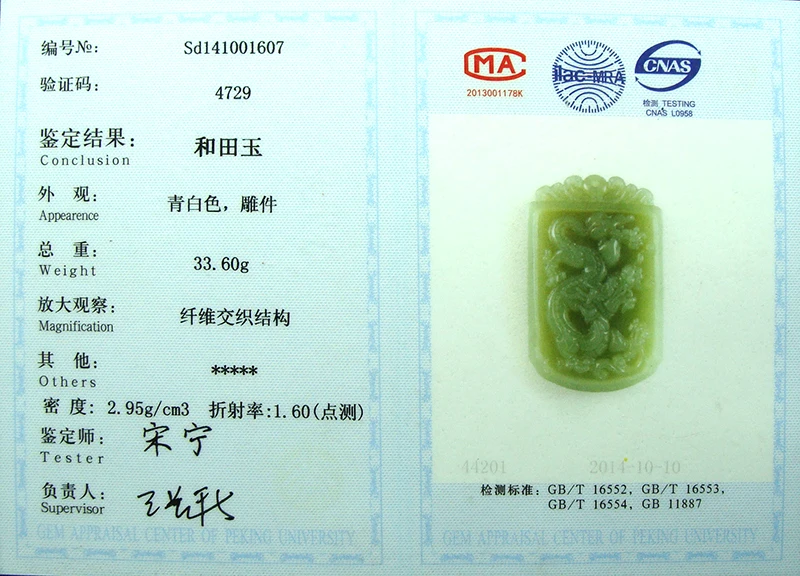 编号№: Sd141001607
验证码: 4729
鉴定结果: 和田玉
Conclusion
外 观: 青白色，雕件
Appearence
总 重: 33.60g
Weight
放大观察: 纤维交织结构
Magnification
其 他: *****
Others
密 度: 2.95g/cm3 折射率:1.60(点测)
鉴定师: 宋宁
Tester
负责人:
Supervisor
GEM APPRAISAL CENTER OF PEKING UNIVERSITY
MA
2013001178K
ilac-MRA
CNAS
检测 TESTING
CNAS L0958
44201 2014-10-10
检测标准: GB/T 16552, GB/T 16553,
GB/T 16554, GB 11887
GEM APPRAISAL CENTER OF PEKING UNIVERSITY